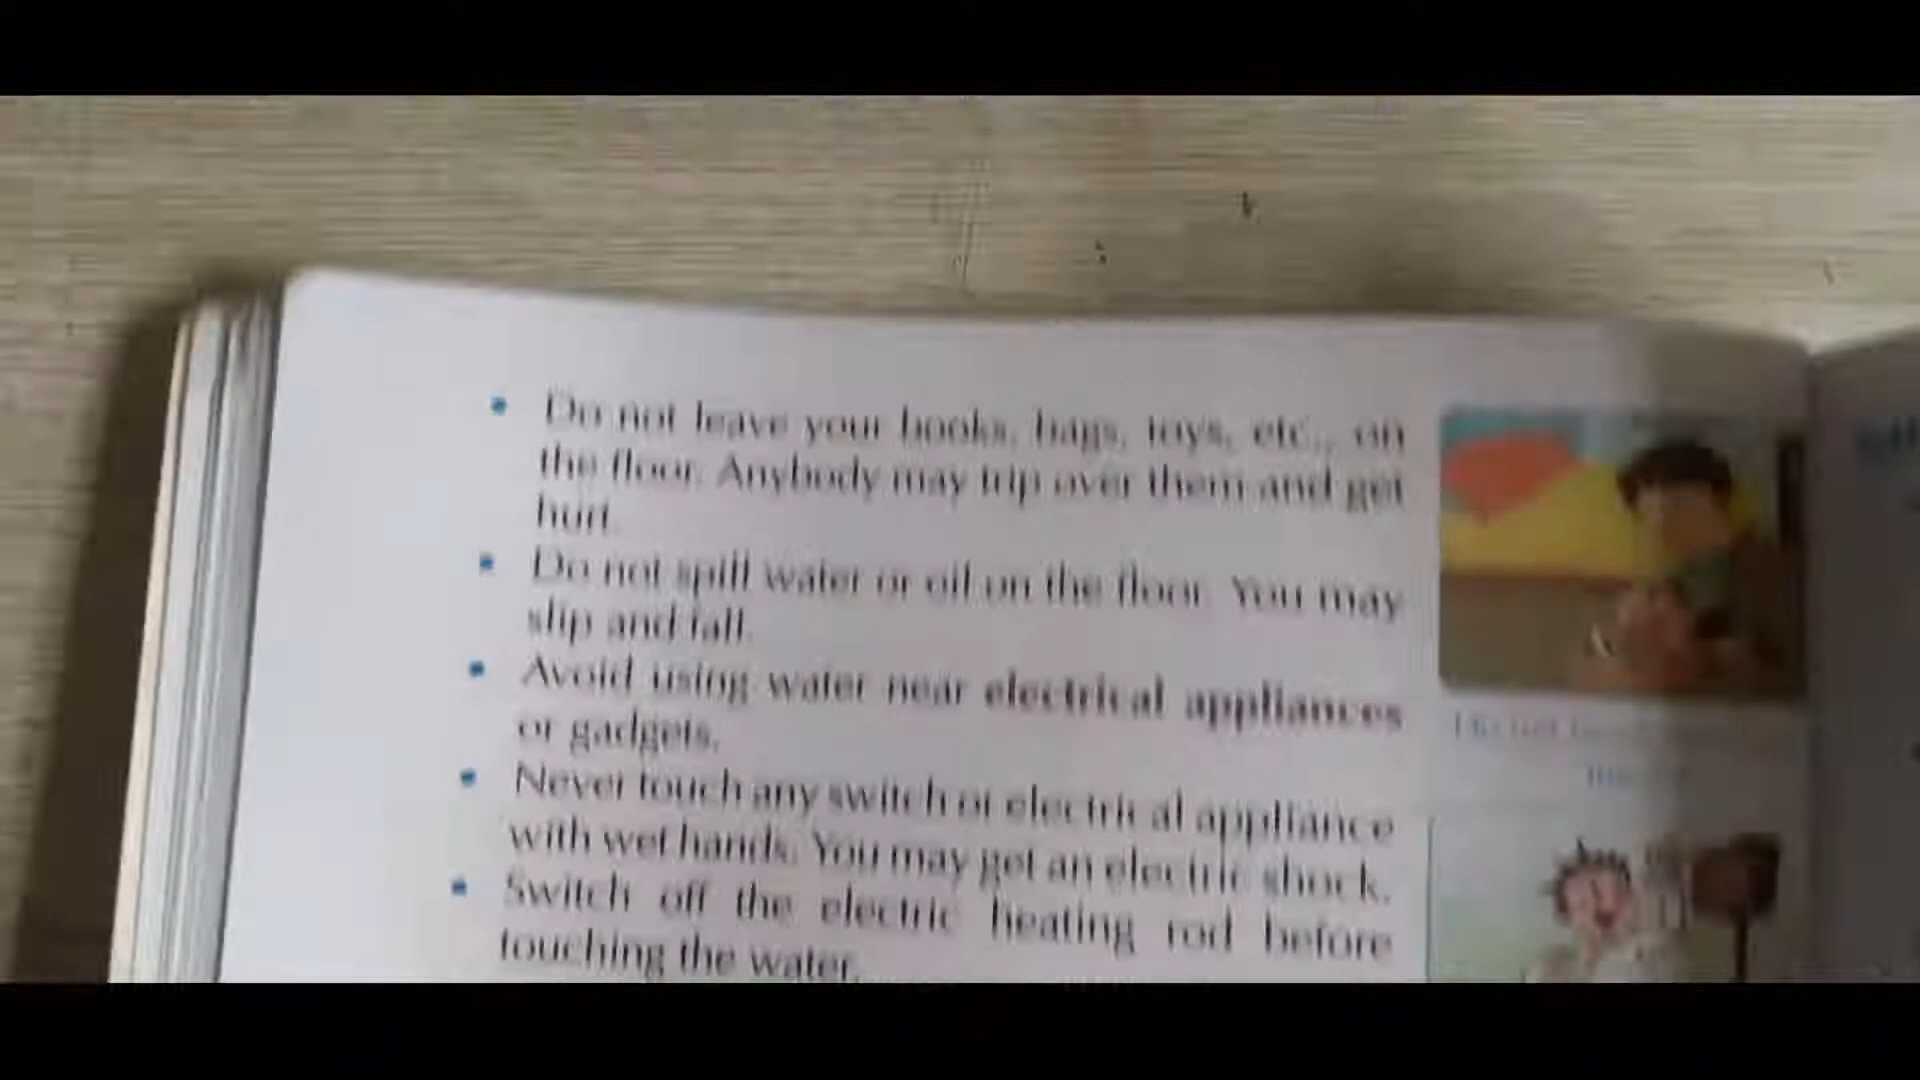 • Do not leave your books, bags, toys, etc., on
the floor. Anybody may trip over them and get
hurt.
• Do not spill water or oil on the floor. You may
slip and fall.
• Avoid using water near electrical appliances
or gadgets.
• Never touch any switch or electrical appliance
with wet hands. You may get an electric shock.
• Switch off the electric heating rod before
touching the water.
Do not